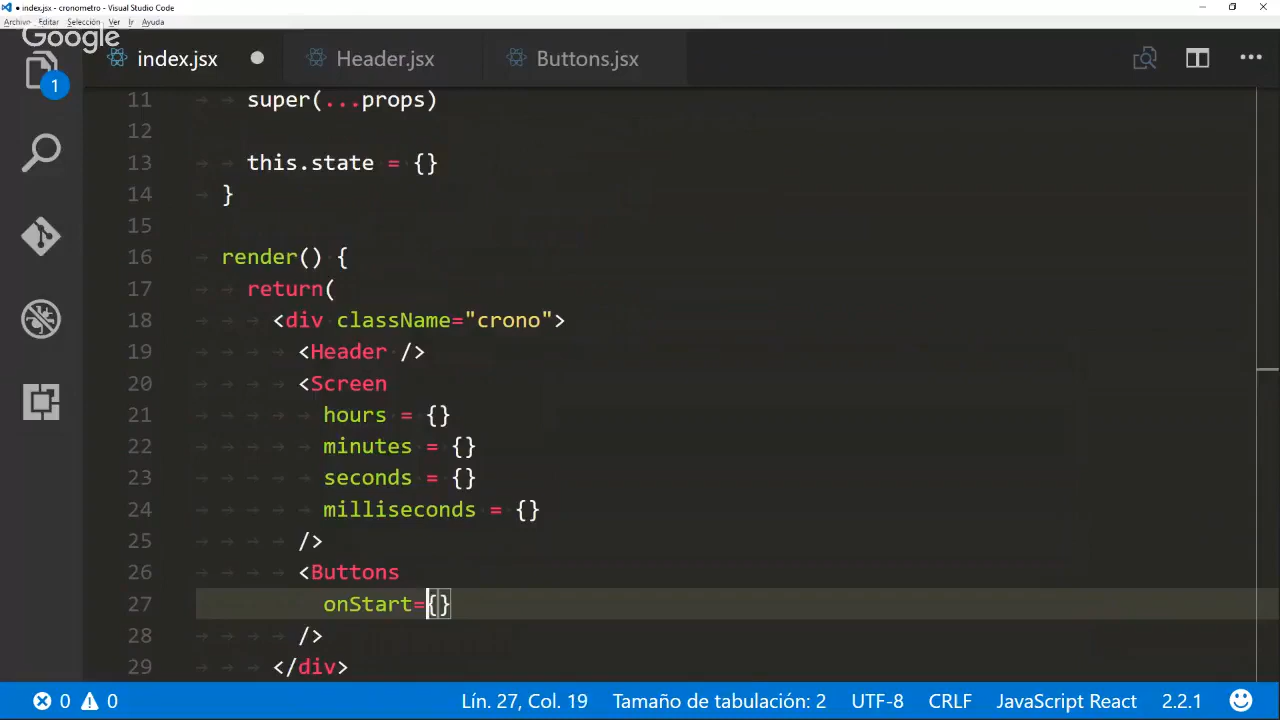 ● index.jsx - cronometro - Visual Studio Code
Archivo Editar Selección Ver Ir Ayuda
Google
index.jsx Header.jsx Buttons.jsx
1
11 super(...props)
12
13 this.state = {}
14 }
15
16 render() {
17 return(
18 <div className="crono">
19 <Header />
20 <Screen
21 hours = {}
22 minutes = {}
23 seconds = {}
24 milliseconds = {}
25 />
26 <Buttons
27 onStart={}
28 />
29 </div>
0 0 Lín. 27, Col. 19 Tamaño de tabulación: 2 UTF-8 CRLF JavaScript React 2.2.1